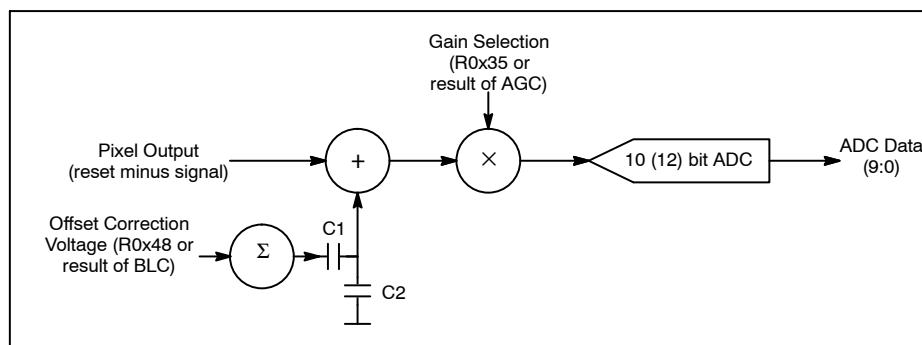 Gain Selection
(R0x35 or
result of AGC)
Pixel Output
(reset minus signal)
+
×
10 (12) bit ADC
ADC Data
(9:0)
Offset Correction
Voltage (R0x48 or
result of BLC)
Σ
C1
C2